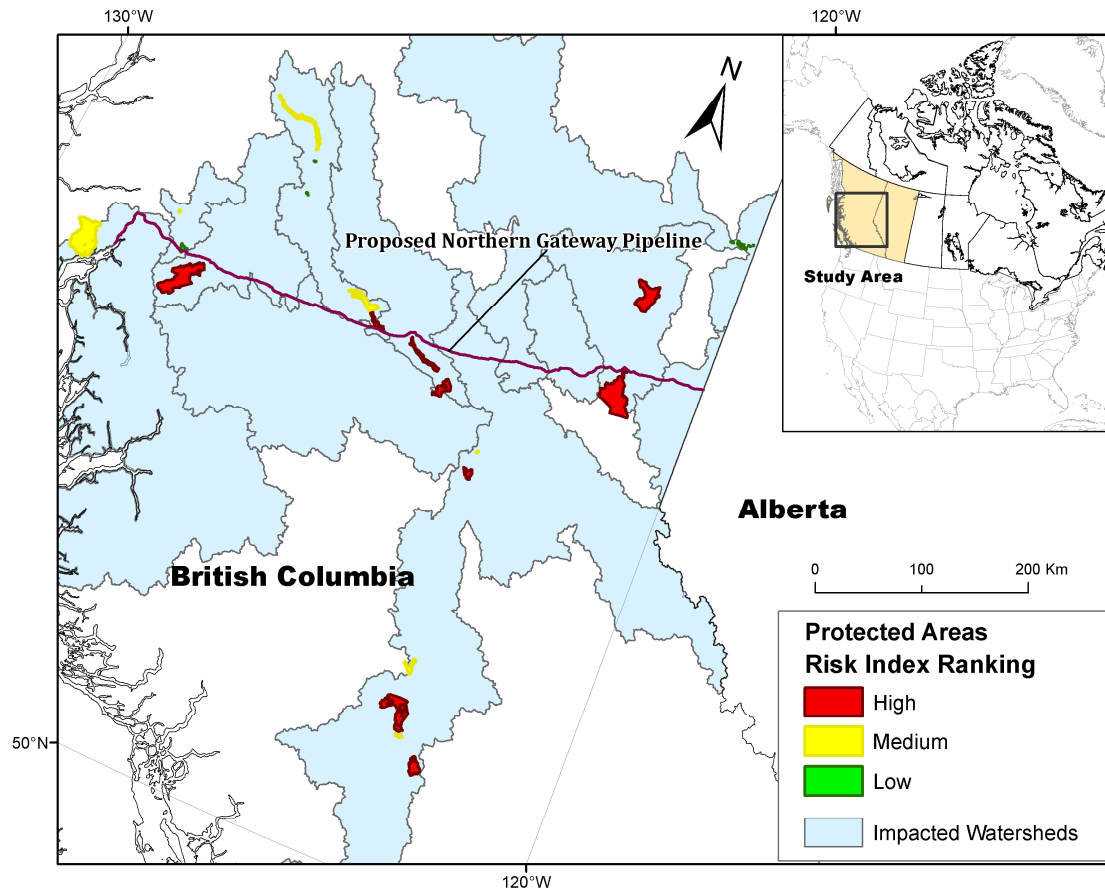 130°W
120°W
N
Proposed Northern Gateway Pipeline
Study Area
Alberta
British Columbia
0 100 200 Km
Protected Areas
Risk Index Ranking
High
Medium
Low
Impacted Watersheds
50°N
120°W